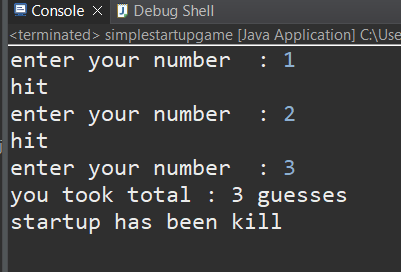 Console Debug Shell
<terminated> simplestartupgame [Java Application] C:\Use
enter your number  : 1
hit
enter your number  : 2
hit
enter your number  : 3
you took total : 3 guesses
startup has been kill